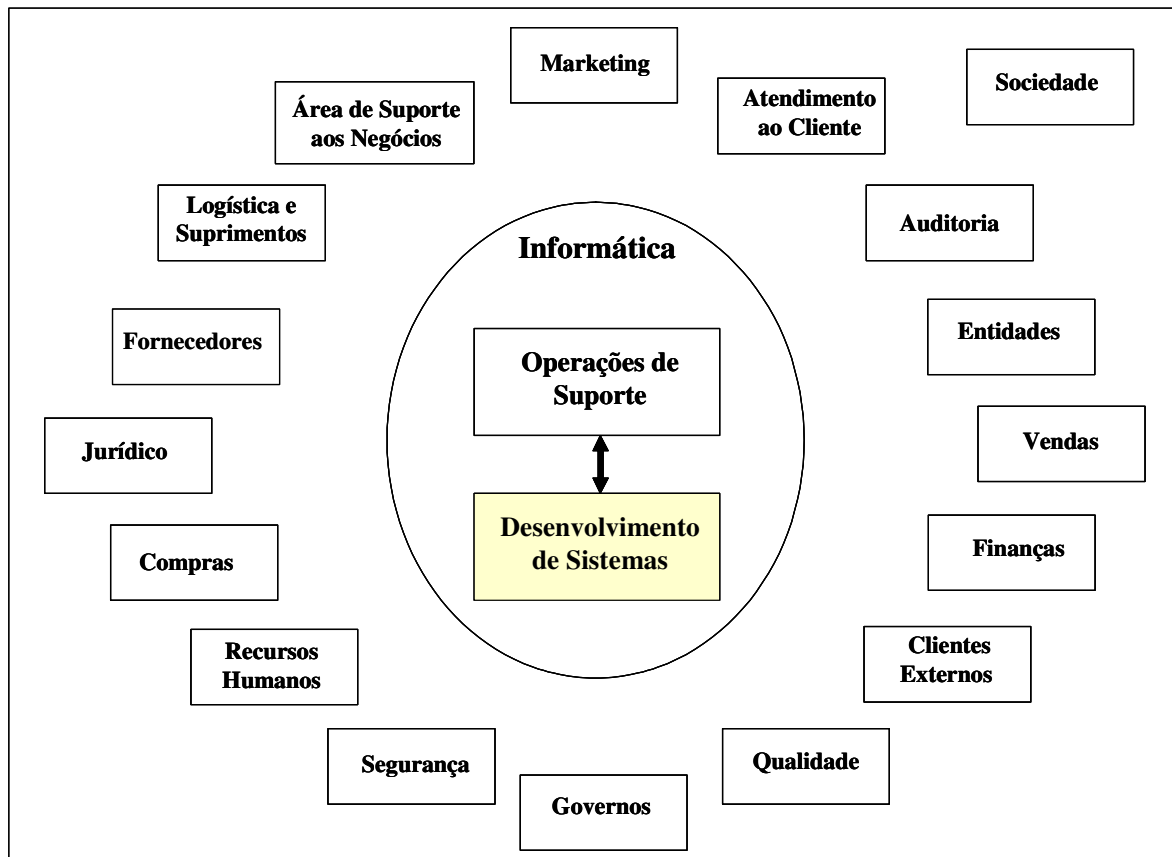 Marketing
Sociedade
Área de Suporte
aos Negócios
Atendimento
ao Cliente
Logística e
Suprimentos
Auditoria
Informática
Fornecedores
Entidades
Operações de
Suporte
Jurídico
Vendas
Desenvolvimento
de Sistemas
Compras
Finanças
Recursos
Humanos
Clientes
Externos
Segurança
Qualidade
Governos